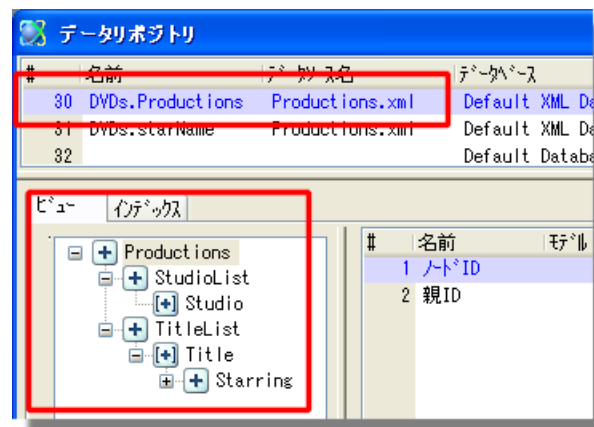 データリポジトリ
# 名前 データソース名 データベース
30 DVDs.Productions Productions.xml Default XML Da
31 DVDs.starName Productions.xml Default XML Da
32 Default Databa
ビュー インデックス
Productions
StudioList
Studio
TitleList
Title
Starring
# 名前 モデル
1 ノードID
2 親ID